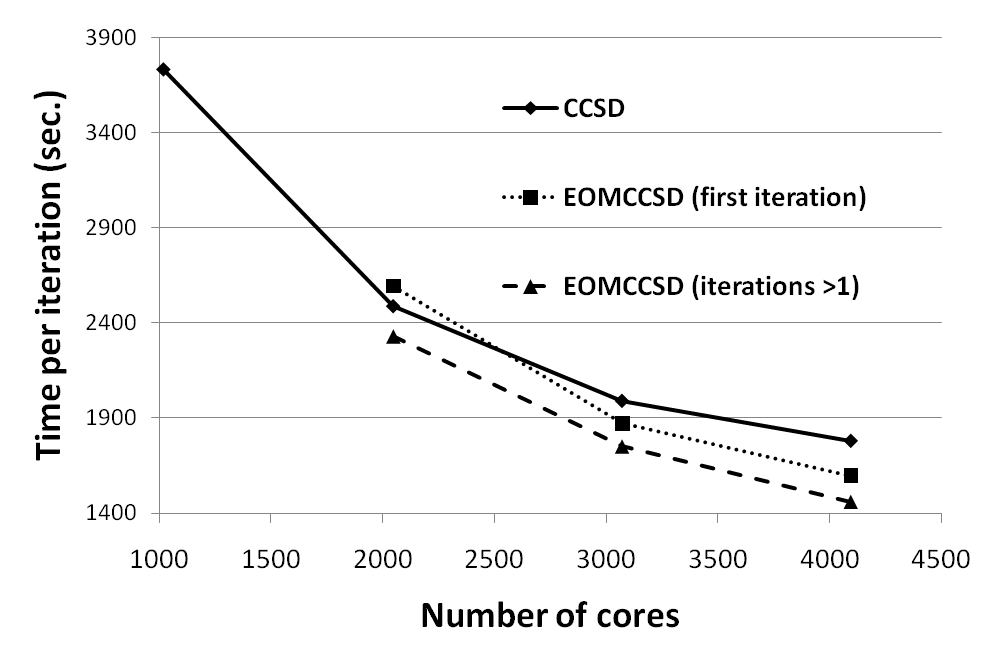 3900
3400
2900
2400
1900
1400
Time per iteration (sec.)
CCSD
EOMCCSD (first iteration)
EOMCCSD (iterations >1)
1000 1500 2000 2500 3000 3500 4000 4500
Number of cores